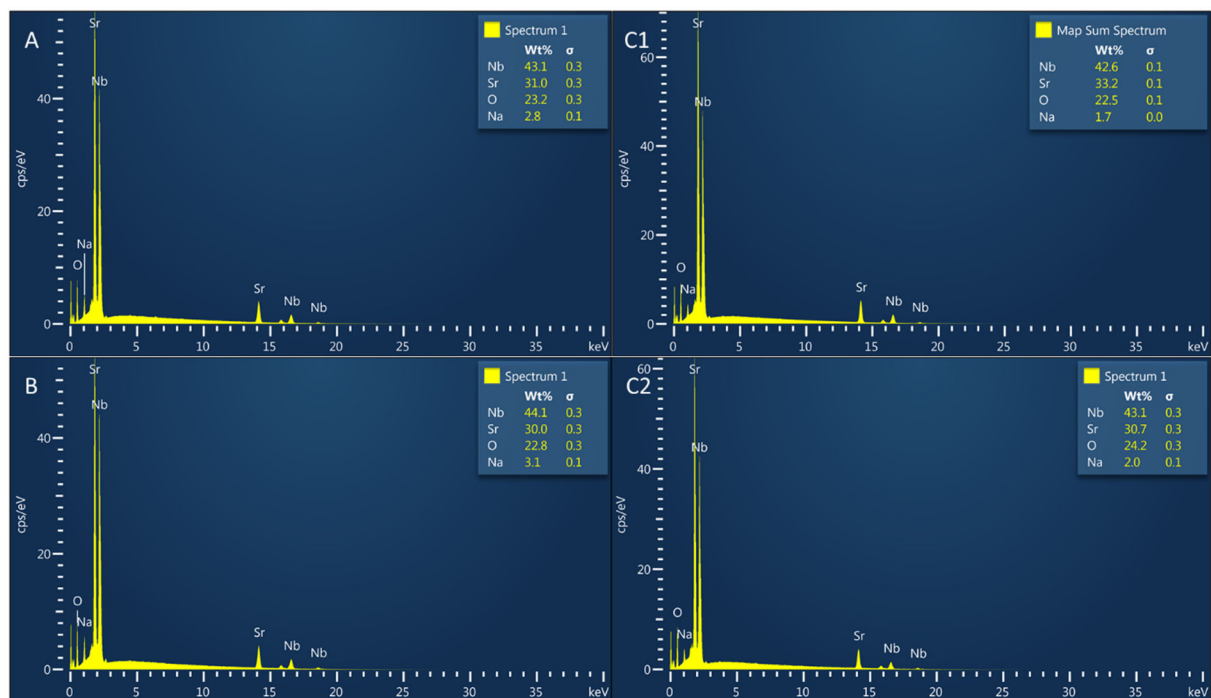 A
Sr
Spectrum 1
Wt% σ
Nb 43.1 0.3
Sr 31.0 0.3
O 23.2 0.3
Na 2.8 0.1
Nb
40
cps/eV
20
Na
O
Sr
Nb
Nb
0
0 5 10 15 20 25 30 35 keV
C1
Sr
Map Sum Spectrum
Wt% σ
Nb 42.6 0.1
Sr 33.2 0.1
O 22.5 0.1
Na 1.7 0.0
60
Nb
40
cps/eV
20
O
Na
Sr
Nb
Nb
0
0 5 10 15 20 25 30 35 keV
B
Sr
Spectrum 1
Wt% σ
Nb 44.1 0.3
Sr 30.0 0.3
O 22.8 0.3
Na 3.1 0.1
Nb
40
cps/eV
20
O
Na
Sr
Nb
Nb
0
0 5 10 15 20 25 30 35 keV
C2
60
Sr
Spectrum 1
Wt% σ
Nb 43.1 0.3
Sr 30.7 0.3
O 24.2 0.3
Na 2.0 0.1
Nb
40
cps/eV
20
O
Na
Sr
Nb
Nb
0
0 5 10 15 20 25 30 35 keV